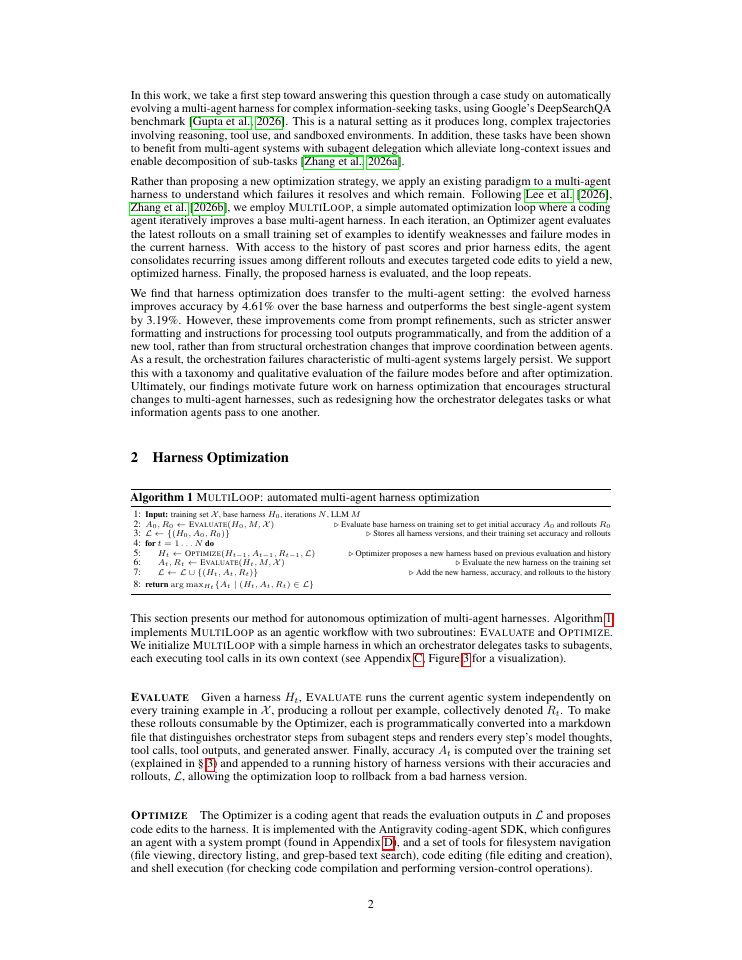 In this work, we take a first step toward answering this question through a case study on automatically
evolving a multi-agent harness for complex information-seeking tasks, using Google's DeepSearchQA
benchmark [Gupta et al., 2026]. This is a natural setting as it produces long, complex trajectories
involving reasoning, tool use, and sandboxed environments. In addition, these tasks have been shown
to benefit from multi-agent systems with subagent delegation which alleviate long-context issues and
enable decomposition of sub-tasks [Zhang et al., 2026a].
Rather than proposing a new optimization strategy, we apply an existing paradigm to a multi-agent
harness to understand which failures it resolves and which remain. Following Lee et al. [2026],
Zhang et al. [2026b], we employ MULTILOOP, a simple automated optimization loop where a coding
agent iteratively improves a base multi-agent harness. In each iteration, an Optimizer agent evaluates
the latest rollouts on a small training set of examples to identify weaknesses and failure modes in
the current harness. With access to the history of past scores and prior harness edits, the agent
consolidates recurring issues among different rollouts and executes targeted code edits to yield a new,
optimized harness. Finally, the proposed harness is evaluated, and the loop repeats.
We find that harness optimization does transfer to the multi-agent setting: the evolved harness
improves accuracy by 4.61% over the base harness and outperforms the best single-agent system
by 3.19%. However, these improvements come from prompt refinements, such as stricter answer
formatting and instructions for processing tool outputs programmatically, and from the addition of a
new tool, rather than from structural orchestration changes that improve coordination between agents.
As a result, the orchestration failures characteristic of multi-agent systems largely persist. We support
this with a taxonomy and qualitative evaluation of the failure modes before and after optimization.
Ultimately, our findings motivate future work on harness optimization that encourages structural
changes to multi-agent harnesses, such as redesigning how the orchestrator delegates tasks or what
information agents pass to one another.
2 Harness Optimization
Algorithm 1 MULTILOOP: automated multi-agent harness optimization
1: Input: training set X, base harness H₀, iterations N, LLM M
2: A₀, R₀ ← EVALUATE(H₀, M, X) ▷ Evaluate base harness on training set to get initial accuracy A₀ and rollouts R₀
3: L ← {(H₀, A₀, R₀)} ▷ Stores all harness versions, and their training set accuracy and rollouts
4: for t = 1 . . . N do
5: Hₜ ← OPTIMIZE(Hₜ₋₁, Aₜ₋₁, Rₜ₋₁, L) ▷ Optimizer proposes a new harness based on previous evaluation and history
6: Aₜ, Rₜ ← EVALUATE(Hₜ, M, X) ▷ Evaluate the new harness on the training set
7: L ← L ∪ {(Hₜ, Aₜ, Rₜ)} ▷ Add the new harness, accuracy, and rollouts to the history
8: return arg max_Hₜ {Aₜ | (Hₜ, Aₜ, Rₜ) ∈ L}
This section presents our method for autonomous optimization of multi-agent harnesses. Algorithm 1
implements MULTILOOP as an agentic workflow with two subroutines: EVALUATE and OPTIMIZE.
We initialize MULTILOOP with a simple harness in which an orchestrator delegates tasks to subagents,
each executing tool calls in its own context (see Appendix C, Figure 3 for a visualization).
EVALUATE Given a harness Hₜ, EVALUATE runs the current agentic system independently on
every training example in X, producing a rollout per example, collectively denoted Rₜ. To make
these rollouts consumable by the Optimizer, each is programmatically converted into a markdown
file that distinguishes orchestrator steps from subagent steps and renders every step's model thoughts,
tool calls, tool outputs, and generated answer. Finally, accuracy Aₜ is computed over the training set
(explained in § 3) and appended to a running history of harness versions with their accuracies and
rollouts, L, allowing the optimization loop to rollback from a bad harness version.
OPTIMIZE The Optimizer is a coding agent that reads the evaluation outputs in L and proposes
code edits to the harness. It is implemented with the Antigravity coding-agent SDK, which configures
an agent with a system prompt (found in Appendix D), and a set of tools for filesystem navigation
(file viewing, directory listing, and grep-based text search), code editing (file editing and creation),
and shell execution (for checking code compilation and performing version-control operations).
2